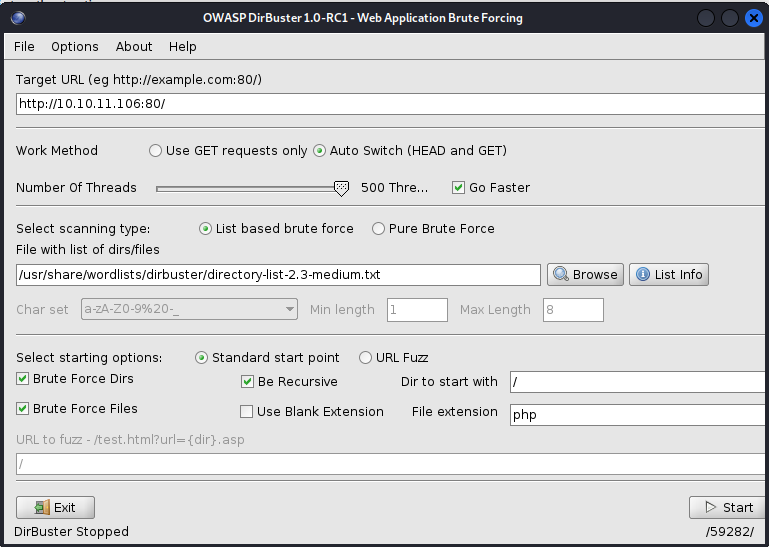 OWASP DirBuster 1.0-RC1 - Web Application Brute Forcing
File Options About Help
Target URL (eg http://example.com:80/)
http://10.10.11.106:80/
Work Method Use GET requests only Auto Switch (HEAD and GET)
Number Of Threads 500 Thre... Go Faster
Select scanning type: List based brute force Pure Brute Force
File with list of dirs/files
/usr/share/wordlists/dirbuster/directory-list-2.3-medium.txt Browse List Info
Char set a-zA-Z0-9%20-_ Min length 1 Max Length 8
Select starting options: Standard start point URL Fuzz
Brute Force Dirs Be Recursive Dir to start with /
Brute Force Files Use Blank Extension File extension php
URL to fuzz - /test.html?url={dir}.asp
/
Exit Start
DirBuster Stopped /59282/